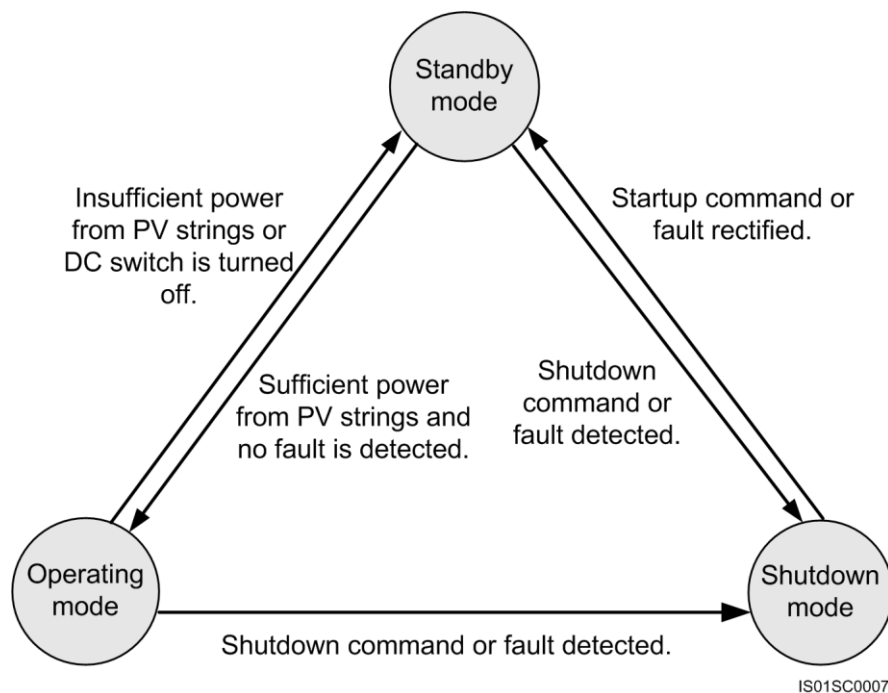 Standby
mode
Insufficient power
from PV strings or
DC switch is turned
off.
Startup command or
fault rectified.
Sufficient power
from PV strings and
no fault is detected.
Shutdown
command or
fault detected.
Operating
mode
Shutdown
mode
Shutdown command or fault detected.
IS01SC0007